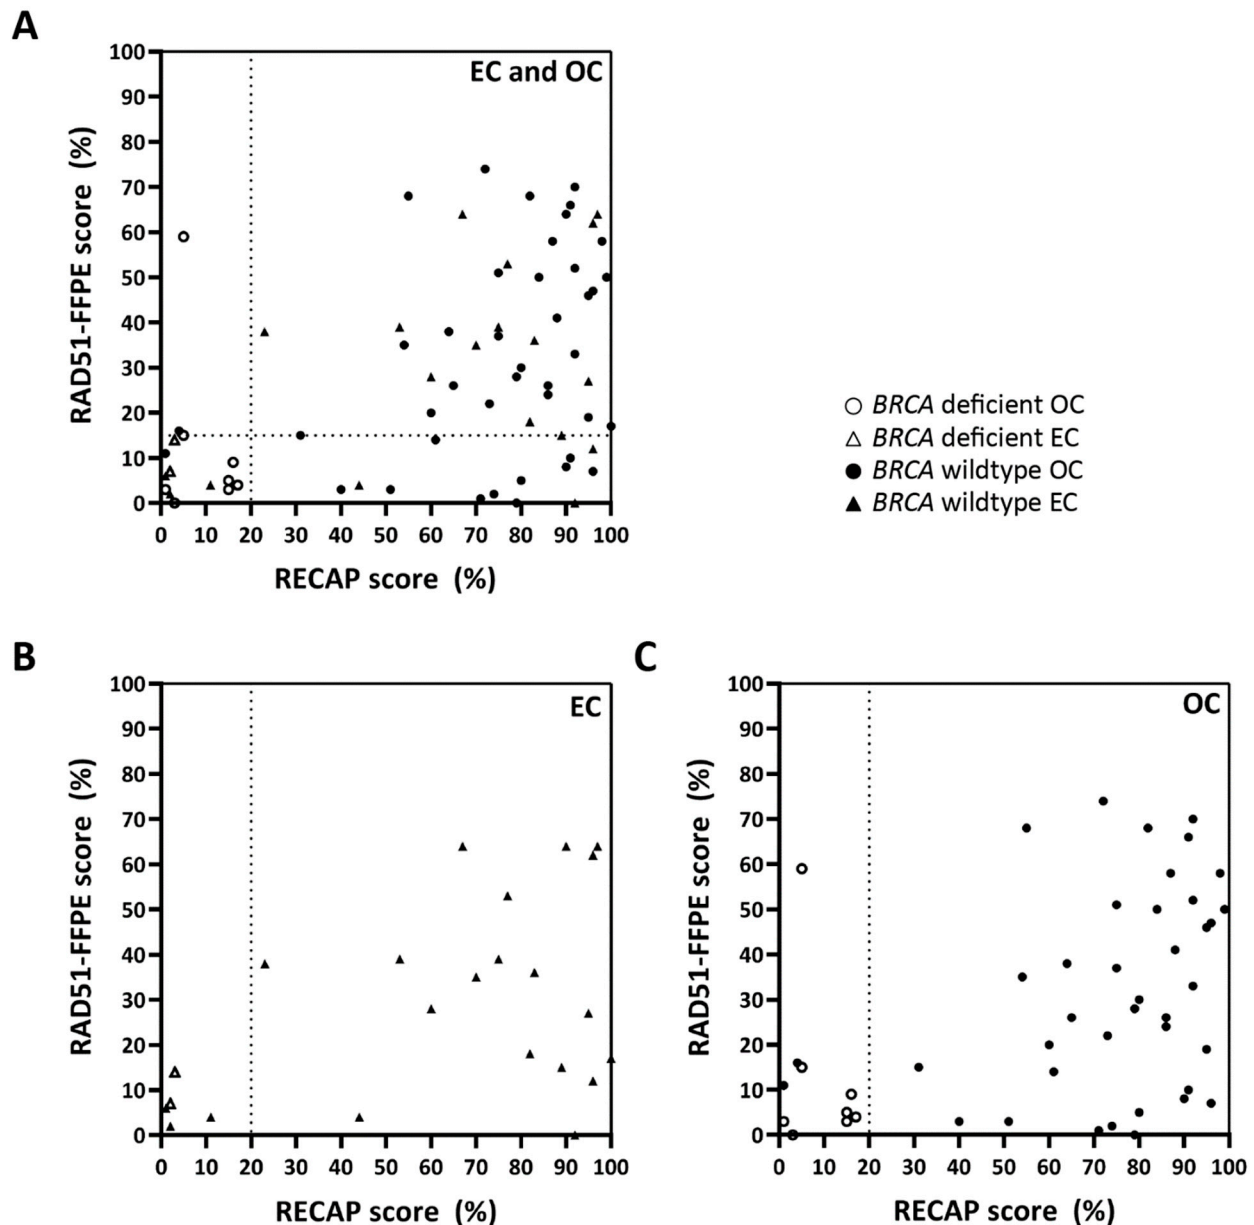 A
EC and OC
RAD51-FFPE score (%)
100
90
80
70
60
50
40
30
20
10
0
0 10 20 30 40 50 60 70 80 90 100
RECAP score (%)
BRCA deficient OC
BRCA deficient EC
BRCA wildtype OC
BRCA wildtype EC
B
EC
RAD51-FFPE score (%)
100
90
80
70
60
50
40
30
20
10
0
0 10 20 30 40 50 60 70 80 90 100
RECAP score (%)
C
OC
RAD51-FFPE score (%)
100
90
80
70
60
50
40
30
20
10
0
0 10 20 30 40 50 60 70 80 90 100
RECAP score (%)